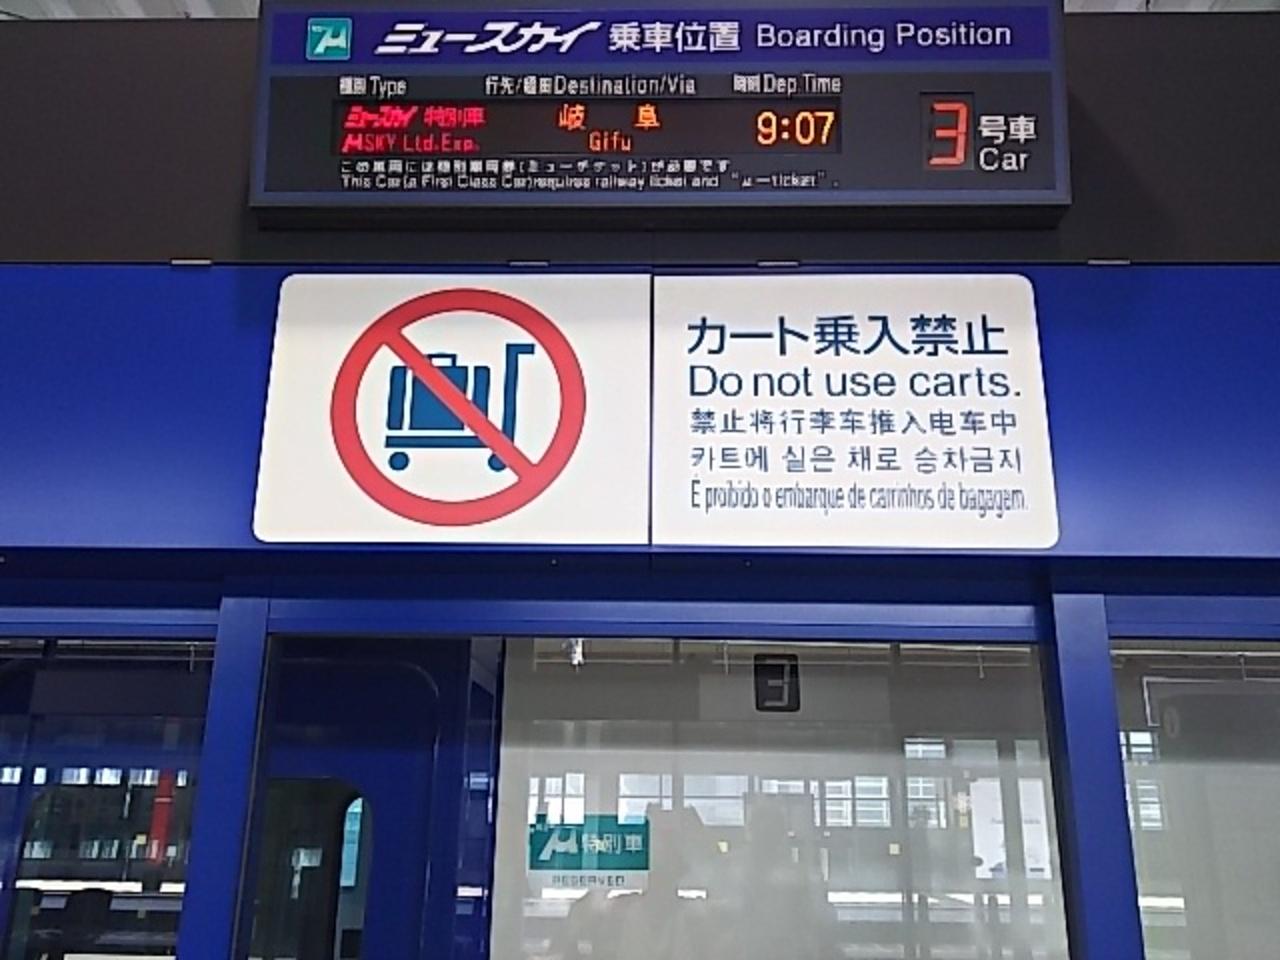 μ ミュースカイ 乗車位置 Boarding Position
種別 Type 行先/経由 Destination/Via 時刻 Dep.Time
ミュースカイ 特別車 岐阜 9:07 3 号車
μSKY Ltd.Exp. Gifu Car
この車両には特別車両券(ミューチケット)が必要です
This Car(a First Class Car)requires railway ticket and "μ-ticket".
カート乗入禁止
Do not use carts.
禁止将行李车推入电车中
카트에 실은 채로 승차금지
É proibido o embarque de carrinhos de bagagem.
3
μ 特別車
RESERVED